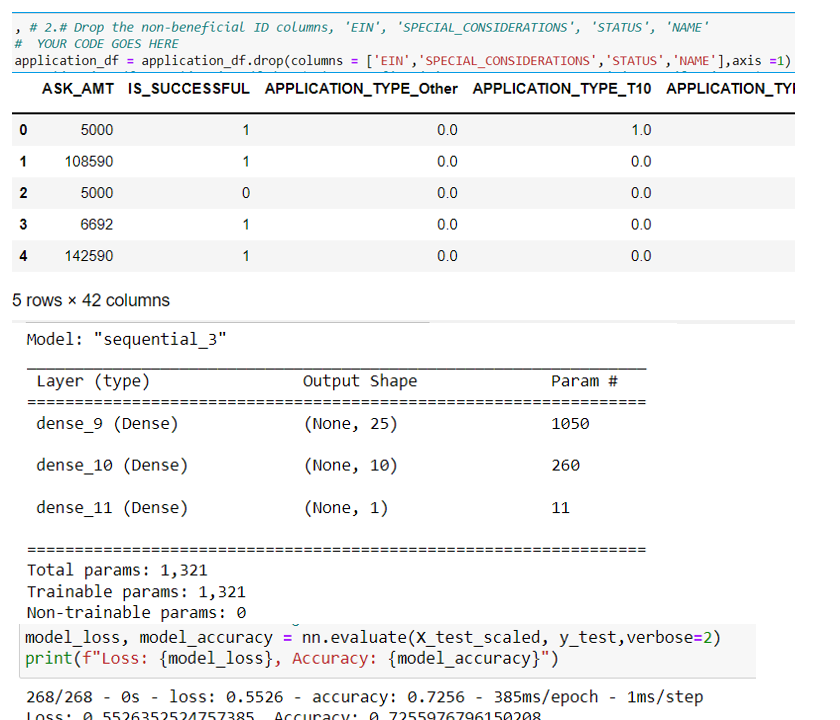 , # 2.# Drop the non-beneficial ID columns, 'EIN', 'SPECIAL_CONSIDERATIONS', 'STATUS', 'NAME'
#  YOUR CODE GOES HERE
application_df = application_df.drop(columns = ['EIN','SPECIAL_CONSIDERATIONS','STATUS','NAME'],axis =1)
ASK_AMT IS_SUCCESSFUL APPLICATION_TYPE_Other APPLICATION_TYPE_T10 APPLICATION_TY
0 5000 1 0.0 1.0
1 108590 1 0.0 0.0
2 5000 0 0.0 0.0
3 6692 1 0.0 0.0
4 142590 1 0.0 0.0
5 rows × 42 columns
Model: "sequential_3"
Layer (type) Output Shape Param #
=================================================================
dense_9 (Dense) (None, 25) 1050
dense_10 (Dense) (None, 10) 260
dense_11 (Dense) (None, 1) 11
=================================================================
Total params: 1,321
Trainable params: 1,321
Non-trainable params: 0
model_loss, model_accuracy = nn.evaluate(X_test_scaled, y_test,verbose=2)
print(f"Loss: {model_loss}, Accuracy: {model_accuracy}")
268/268 - 0s - loss: 0.5526 - accuracy: 0.7256 - 385ms/epoch - 1ms/step
Loss: 0.5526352524757385, Accuracy: 0.7255976796150208